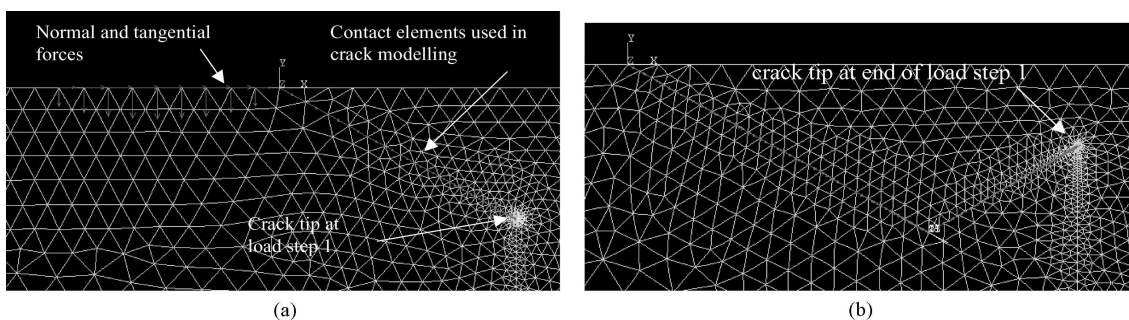 Normal and tangential
forces
Contact elements used in
crack modelling
Y
Z X
Crack tip at
load step 1.
(a)
Y
Z X
crack tip at end of load step 1
(b)